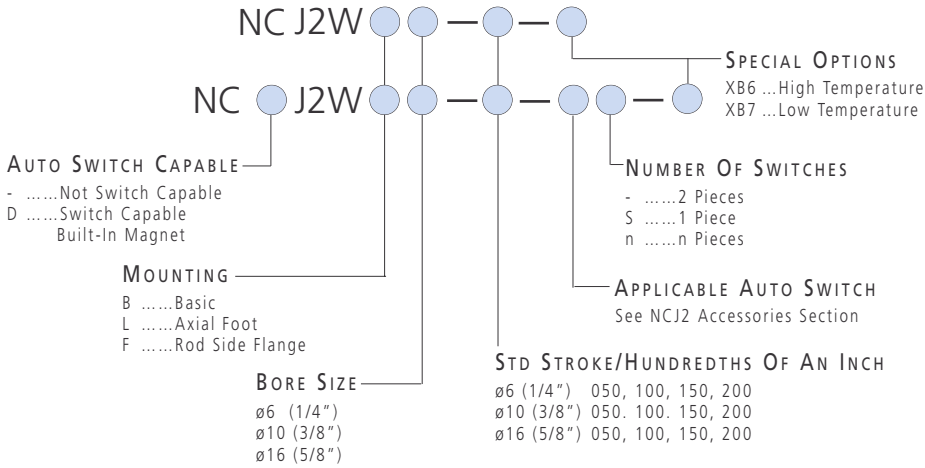 NC J2W — —
SPECIAL OPTIONS
XB6 ...High Temperature
XB7 ...Low Temperature
NC J2W — — —
AUTO SWITCH CAPABLE
- ......Not Switch Capable
D ......Switch Capable
Built-In Magnet
NUMBER OF SWITCHES
- ......2 Pieces
S ......1 Piece
n ......n Pieces
MOUNTING
B ......Basic
L ......Axial Foot
F ......Rod Side Flange
APPLICABLE AUTO SWITCH
See NCJ2 Accessories Section
BORE SIZE
ø6 (1/4”)
ø10 (3/8”)
ø16 (5/8”)
STD STROKE/HUNDREDTHS OF AN INCH
ø6 (1/4”) 050, 100, 150, 200
ø10 (3/8”) 050. 100. 150, 200
ø16 (5/8”) 050, 100, 150, 200